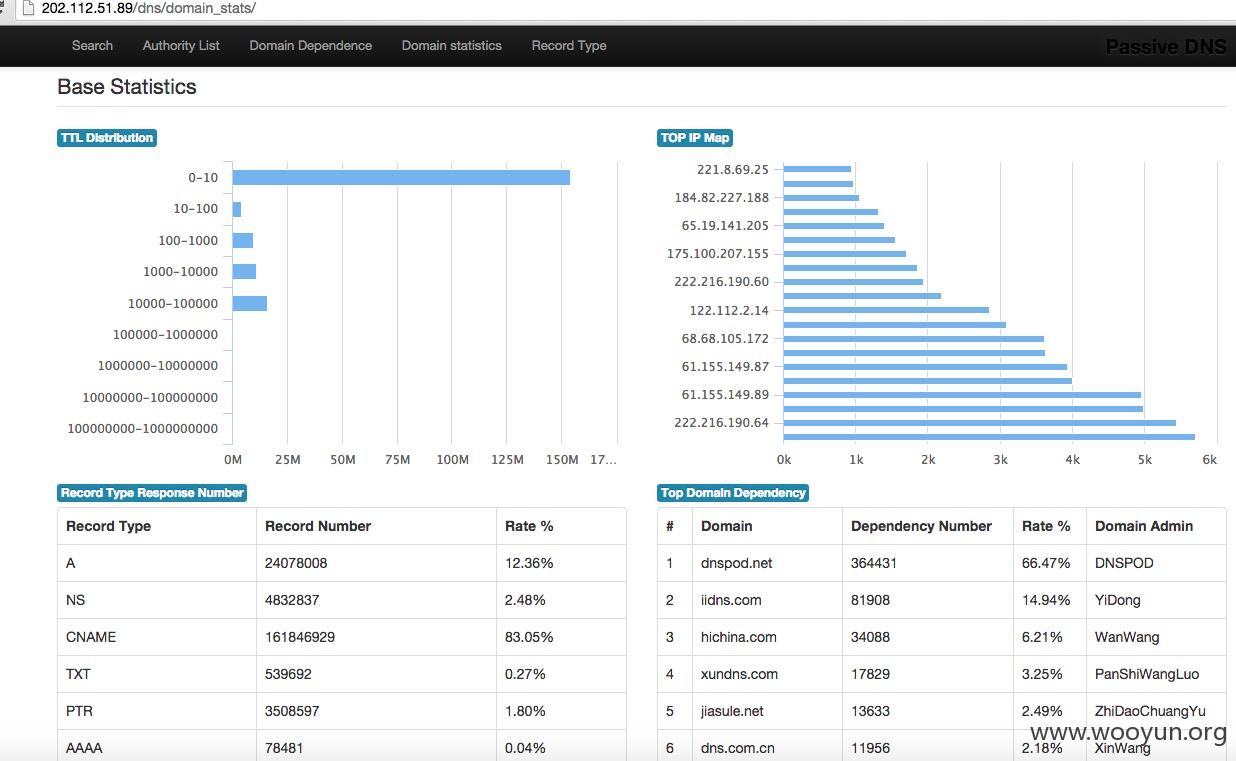 202.112.51.89/dns/domain_stats/
Search Authority List Domain Dependence Domain statistics Record Type Passive DNS
Base Statistics
TTL Distribution
0-10
10-100
100-1000
1000-10000
10000-100000
100000-1000000
1000000-10000000
10000000-100000000
100000000-1000000000
0M 25M 50M 75M 100M 125M 150M 17...
TOP IP Map
221.8.69.25
184.82.227.188
65.19.141.205
175.100.207.155
222.216.190.60
122.112.2.14
68.68.105.172
61.155.149.87
61.155.149.89
222.216.190.64
0k 1k 2k 3k 4k 5k 6k
Record Type Response Number
Record Type Record Number Rate %
A 24078008 12.36%
NS 4832837 2.48%
CNAME 161846929 83.05%
TXT 539692 0.27%
PTR 3508597 1.80%
AAAA 78481 0.04%
Top Domain Dependency
# Domain Dependency Number Rate % Domain Admin
1 dnspod.net 364431 66.47% DNSPOD
2 iidns.com 81908 14.94% YiDong
3 hichina.com 34088 6.21% WanWang
4 xundns.com 17829 3.25% PanShiWangLuo
5 jiasule.net 13633 2.49% ZhiDaoChuangYu
6 dns.com.cn 11956 2.18% XinWang
www.wooyun.org